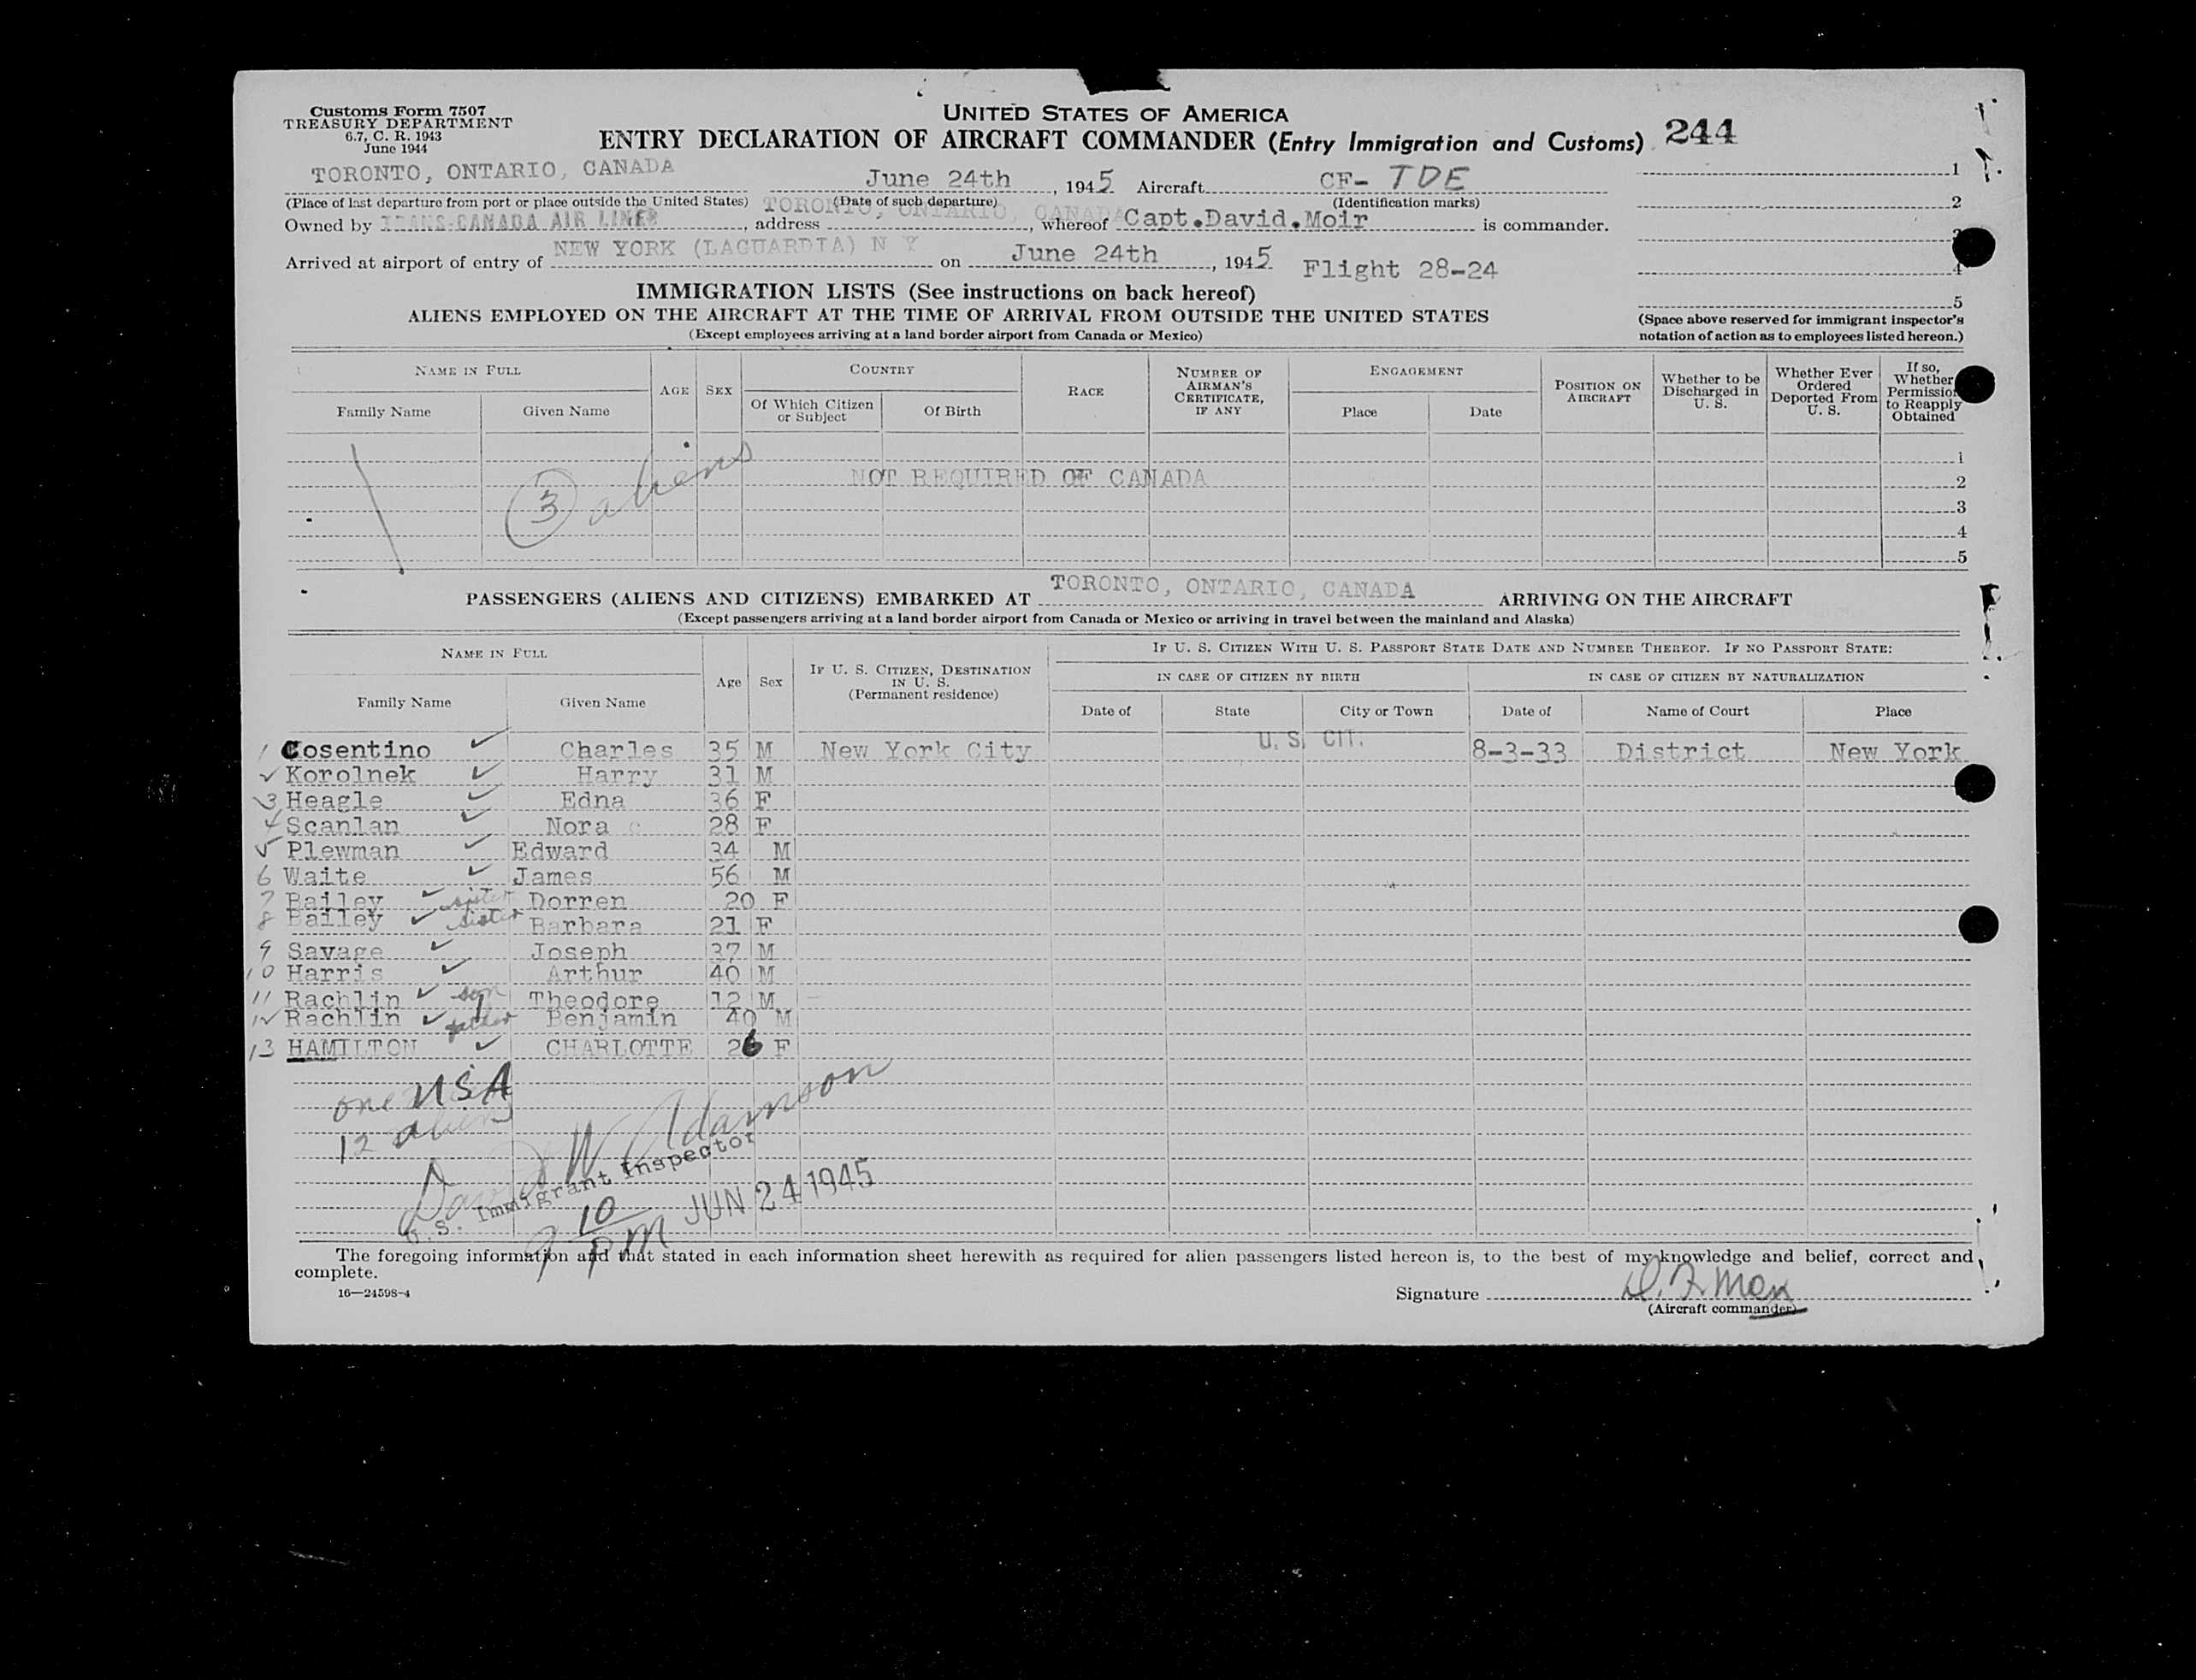 Customs Form 7507
TREASURY DEPARTMENT
6.7, C. R. 1943
June 1944
UNITED STATES OF AMERICA
ENTRY DECLARATION OF AIRCRAFT COMMANDER (Entry Immigration and Customs) 244
TORONTO, ONTARIO, CANADA June 24th, 1945 Aircraft CF- TDE
(Place of last departure from port or place outside the United States) (Date of such departure) (Identification marks)
Owned by TRANS-CANADA AIR LINES, address TORONTO, ONTARIO, CANADA, whereof Capt.David.Moir is commander.
Arrived at airport of entry of NEW YORK (LAGUARDIA) N Y on June 24th, 1945 Flight 28-24
1
2
3
4
5
(Space above reserved for immigrant inspector's notation of action as to employees listed hereon.)
IMMIGRATION LISTS (See instructions on back hereof)
ALIENS EMPLOYED ON THE AIRCRAFT AT THE TIME OF ARRIVAL FROM OUTSIDE THE UNITED STATES
(Except employees arriving at a land border airport from Canada or Mexico)
NAME IN FULL AGE SEX COUNTRY RACE NUMBER OF AIRMAN'S CERTIFICATE, IF ANY ENGAGEMENT POSITION ON AIRCRAFT Whether to be Discharged in U. S. Whether Ever Ordered Deported From U. S. If so, Whether Permission to Reapply Obtained
Family Name Given Name Of Which Citizen or Subject Of Birth Place Date
1
3 aliens NOT REQUIRED OF CANADA 2
3
4
5
PASSENGERS (ALIENS AND CITIZENS) EMBARKED AT TORONTO, ONTARIO, CANADA ARRIVING ON THE AIRCRAFT
(Except passengers arriving at a land border airport from Canada or Mexico or arriving in travel between the mainland and Alaska)
NAME IN FULL Age Sex IF U. S. CITIZEN, DESTINATION IN U. S. (Permanent residence) IF U. S. CITIZEN WITH U. S. PASSPORT STATE DATE AND NUMBER THEREOF. IF NO PASSPORT STATE:
IN CASE OF CITIZEN BY BIRTH IN CASE OF CITIZEN BY NATURALIZATION
Family Name Given Name Date of State City or Town Date of Name of Court Place
1 Cosentino Charles 35 M New York City U. S. CIT. 8-3-33 District New York
2 Korolnek Harry 31 M
3 Heagle Edna 36 F
4 Scanlan Nora c 28 F
5 Plewman Edward 34 M
6 Waite James 56 M
7 Bailey sister Dorren 20 F
8 Bailey sister Barbara 21 F
9 Savage Joseph 37 M
10 Harris Arthur 40 M
11 Rachlin son Theodore 12 M
12 Rachlin father Benjamin 40 M
13 HAMILTON CHARLOTTE 26 F
one USA
12 aliens
David W Adamson
U.S. Immigrant Inspector
JUN 24 1945
7 10 PM
The foregoing information and that stated in each information sheet herewith as required for alien passengers listed hereon is, to the best of my knowledge and belief, correct and
complete.
16—24598-4
Signature
(Aircraft commander)